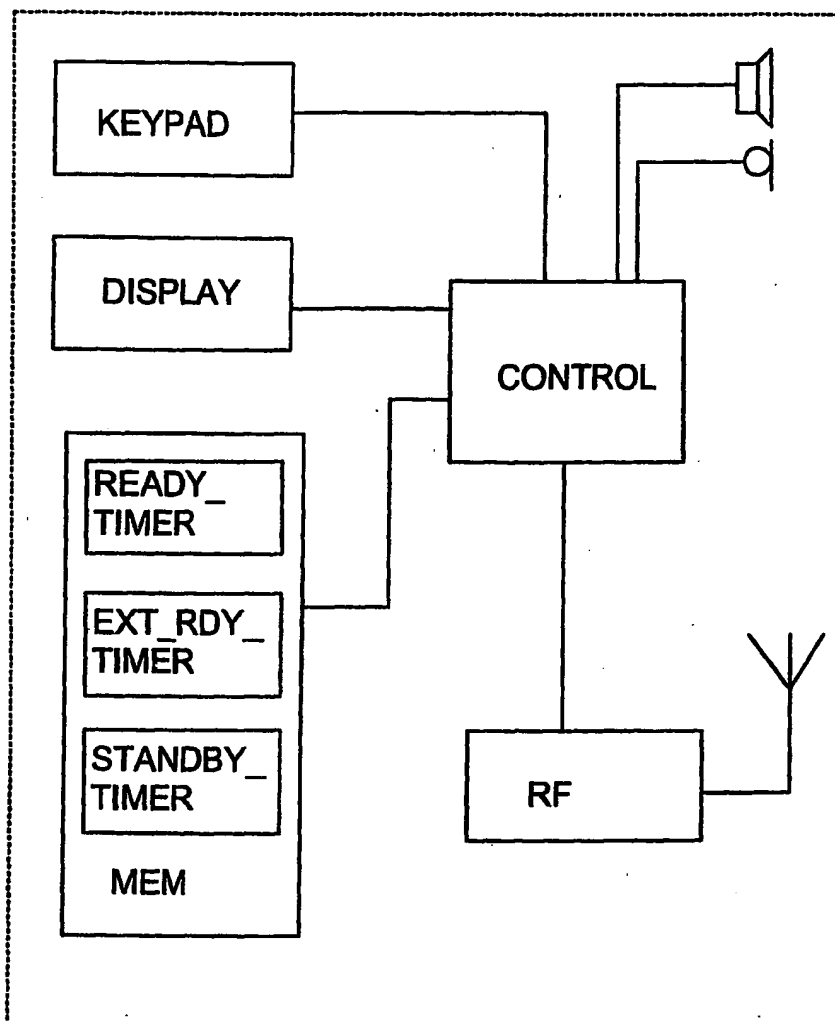 KEYPAD
DISPLAY
CONTROL
READY_
TIMER
EXT_RDY_
TIMER
STANDBY_
TIMER
MEM
RF